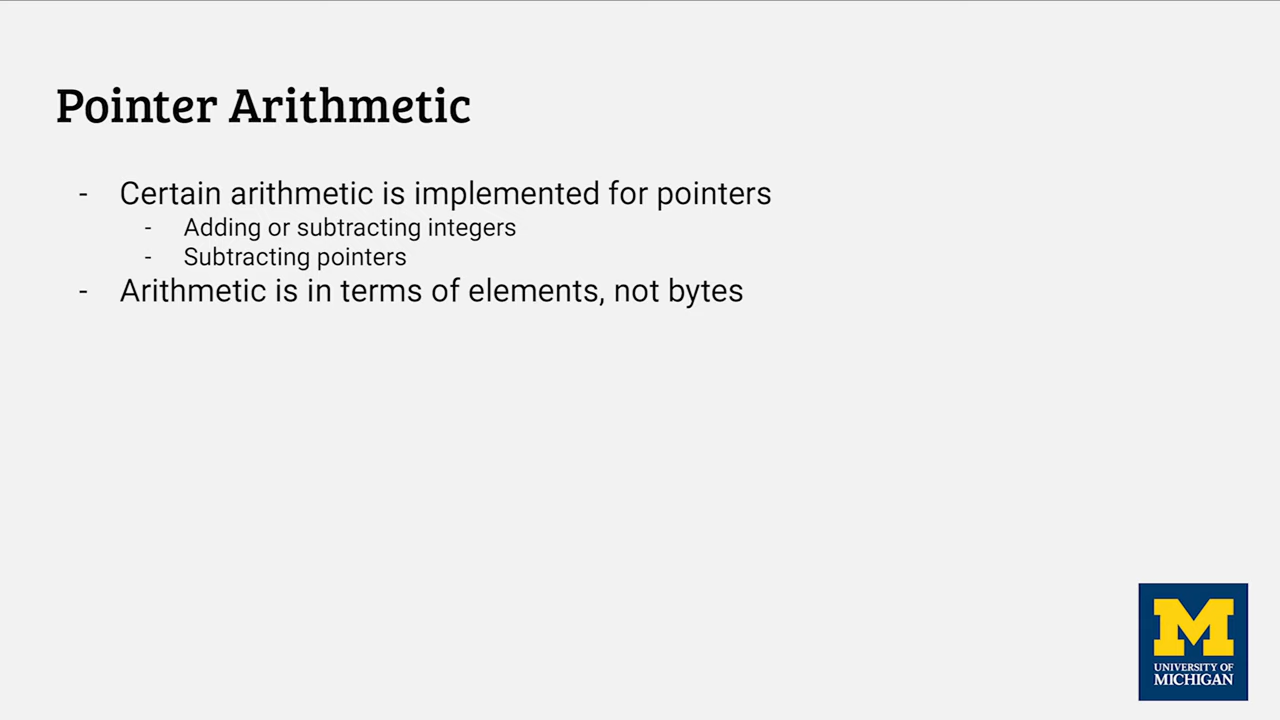 Pointer Arithmetic
- Certain arithmetic is implemented for pointers
- Adding or subtracting integers
- Subtracting pointers
- Arithmetic is in terms of elements, not bytes
M
UNIVERSITY OF
MICHIGAN